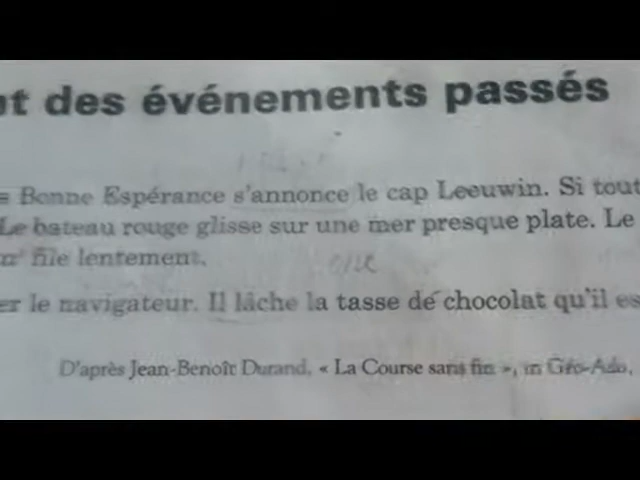 nt des événements passés
Bonne Espérance s'annonce le cap Leeuwin. Si tout
Le bateau rouge glisse sur une mer presque plate. Le
file lentement.
er le navigateur. Il lâche la tasse de chocolat qu'il es
D'après Jean-Benoît Durand, « La Course sans fin », in Géo-Ado,